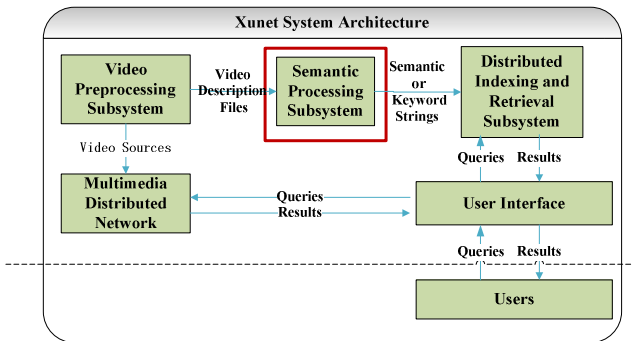 Xunet System Architecture
Video
Preprocessing
Subsystem
Video
Description
Files
Semantic
Processing
Subsystem
Semantic
or
Keyword
Strings
Distributed
Indexing and
Retrieval
Subsystem
Video Sources
Queries
Results
Multimedia
Distributed
Network
Queries
Results
User Interface
Queries
Results
Users